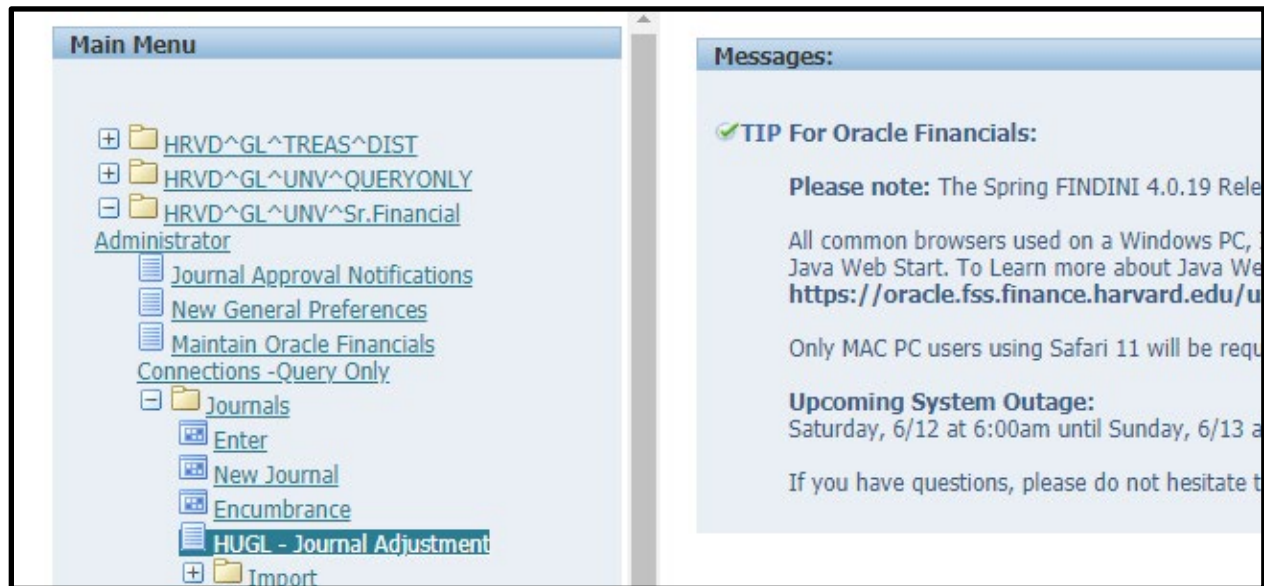 Main Menu
HRVD^GL^TREAS^DIST
HRVD^GL^UNV^QUERYONLY
HRVD^GL^UNV^Sr.Financial
Administrator
Journal Approval Notifications
New General Preferences
Maintain Oracle Financials
Connections -Query Only
Journals
Enter
New Journal
Encumbrance
HUGL - Journal Adjustment
Import
Messages:
TIP For Oracle Financials:
Please note: The Spring FINDINI 4.0.19 Rele
All common browsers used on a Windows PC,
Java Web Start. To Learn more about Java We
https://oracle.fss.finance.harvard.edu/u
Only MAC PC users using Safari 11 will be requ
Upcoming System Outage:
Saturday, 6/12 at 6:00am until Sunday, 6/13 a
If you have questions, please do not hesitate t